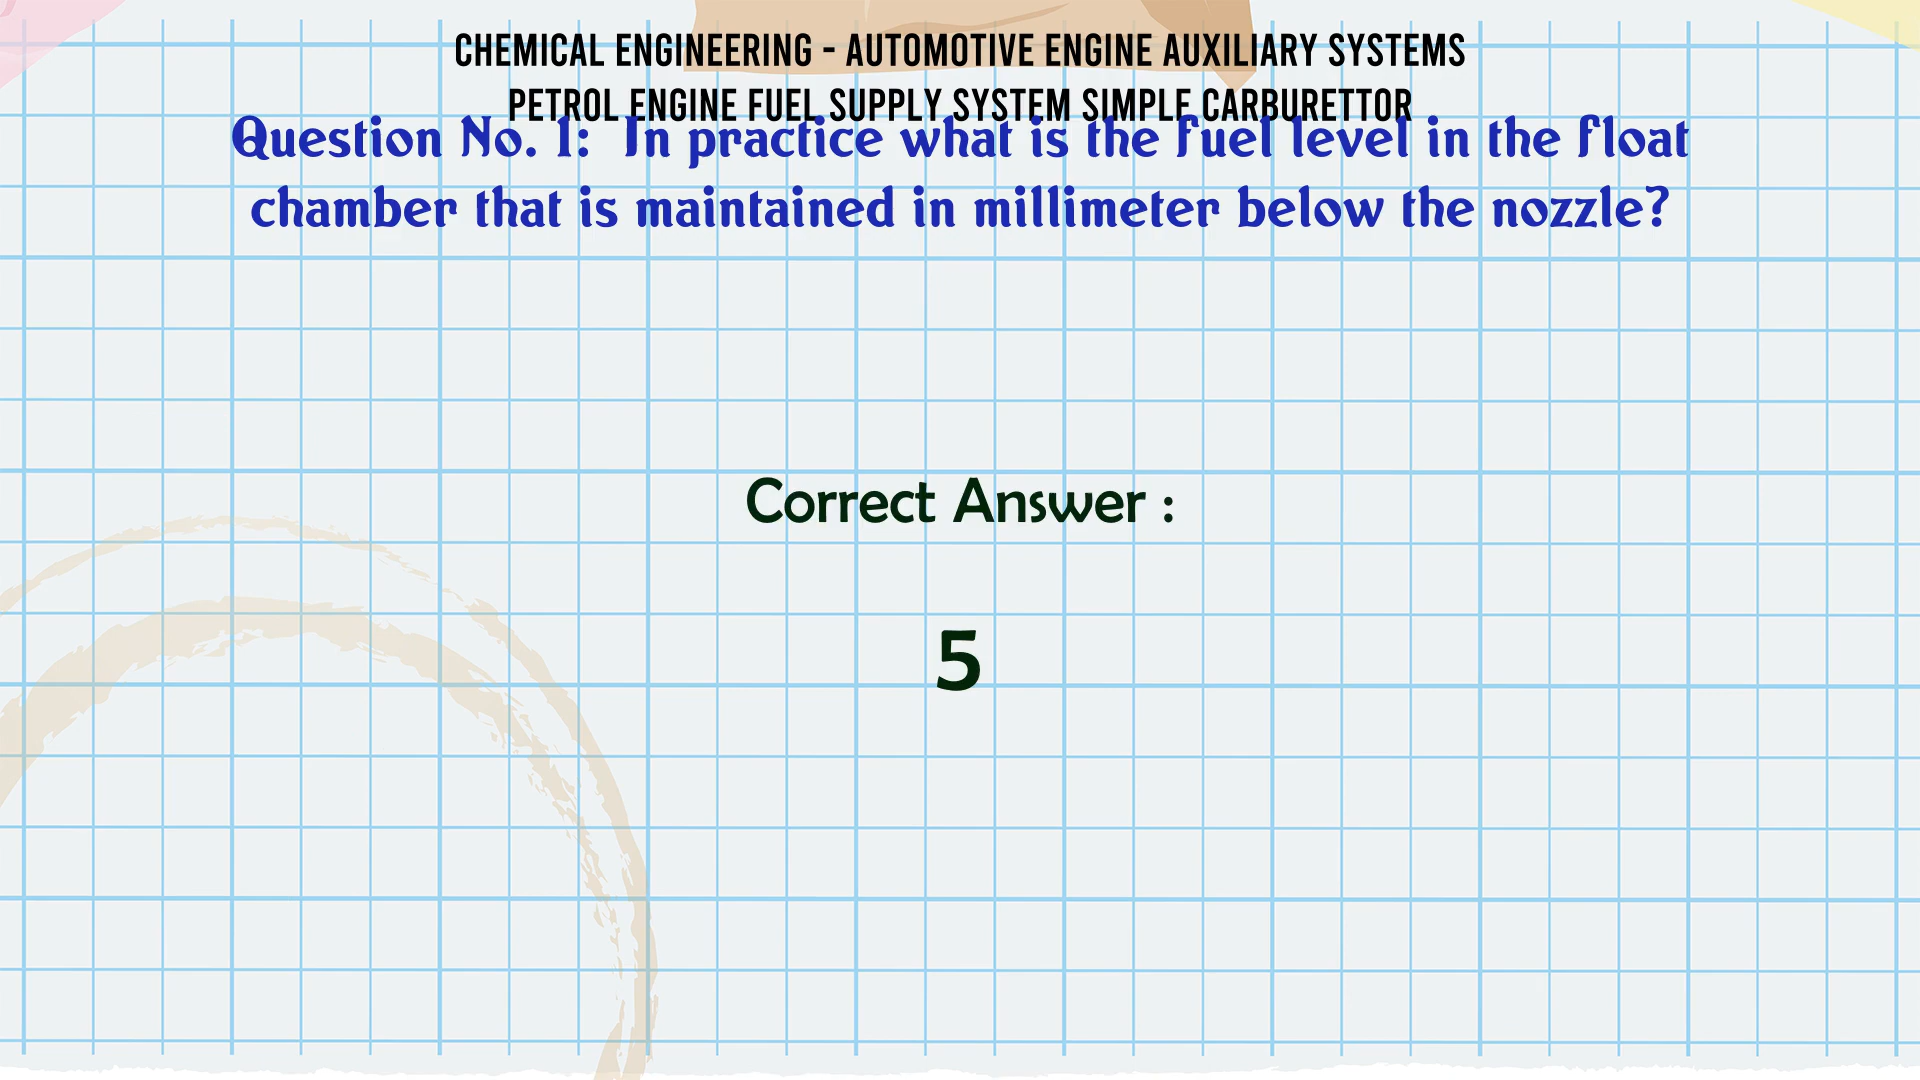 CHEMICAL ENGINEERING - AUTOMOTIVE ENGINE AUXILIARY SYSTEMS
PETROL ENGINE FUEL SUPPLY SYSTEM SIMPLE CARBURETTOR
Question No. 1: In practice what is the fuel level in the float
chamber that is maintained in millimeter below the nozzle?
Correct Answer :
5